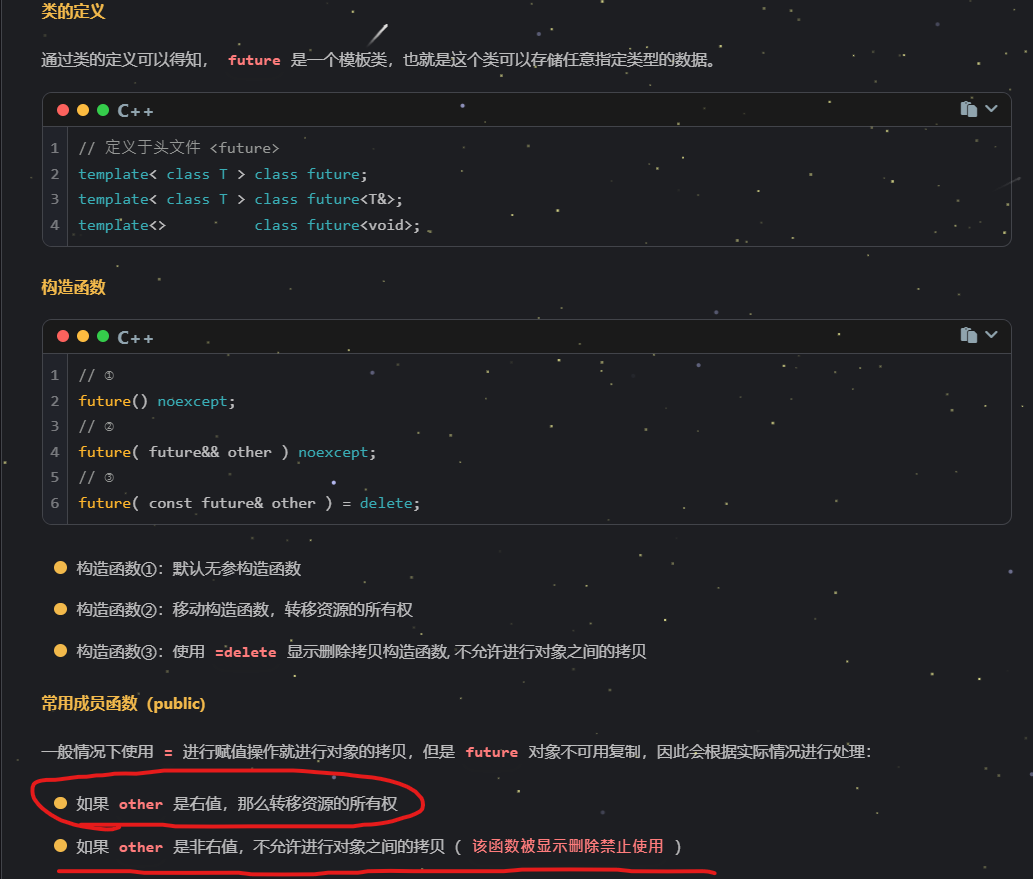 类的定义
通过类的定义可以得知， future 是一个模板类，也就是这个类可以存储任意指定类型的数据。
C++
1 // 定义于头文件 <future>
2 template< class T > class future;
3 template< class T > class future<T&>;
4 template<>          class future<void>;
构造函数
C++
1 // ①
2 future() noexcept;
3 // ②
4 future( future&& other ) noexcept;
5 // ③
6 future( const future& other ) = delete;
构造函数①：默认无参构造函数
构造函数②：移动构造函数，转移资源的所有权
构造函数③：使用 =delete 显示删除拷贝构造函数, 不允许进行对象之间的拷贝
常用成员函数（public)
一般情况下使用 = 进行赋值操作就进行对象的拷贝，但是 future 对象不可用复制，因此会根据实际情况进行处理：
如果 other 是右值，那么转移资源的所有权
如果 other 是非右值，不允许进行对象之间的拷贝（ 该函数被显示删除禁止使用 ）